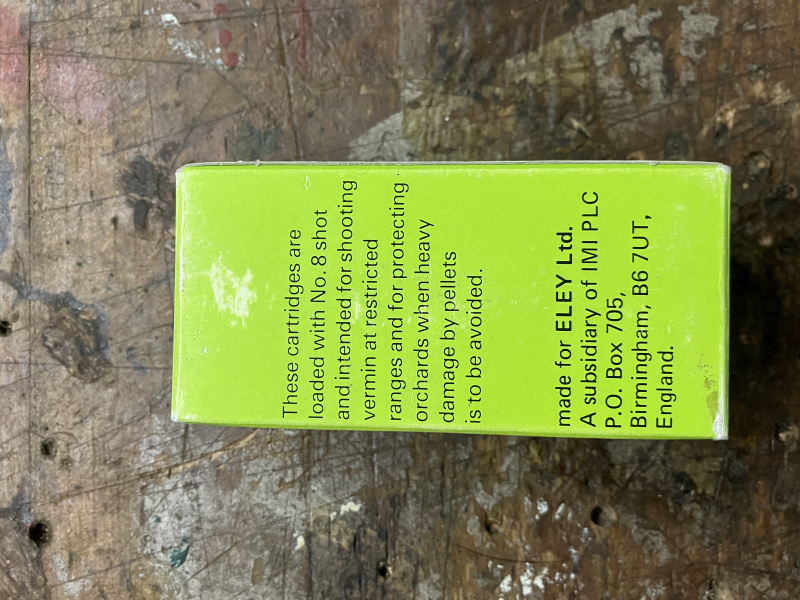 These cartridges are
loaded with No. 8 shot
and intended for shooting
vermin at restricted
ranges and for protecting
orchards when heavy
damage by pellets
is to be avoided.
made for ELEY Ltd.
A subsidiary of IMI PLC
P.O. Box 705,
Birmingham, B6 7UT,
England.